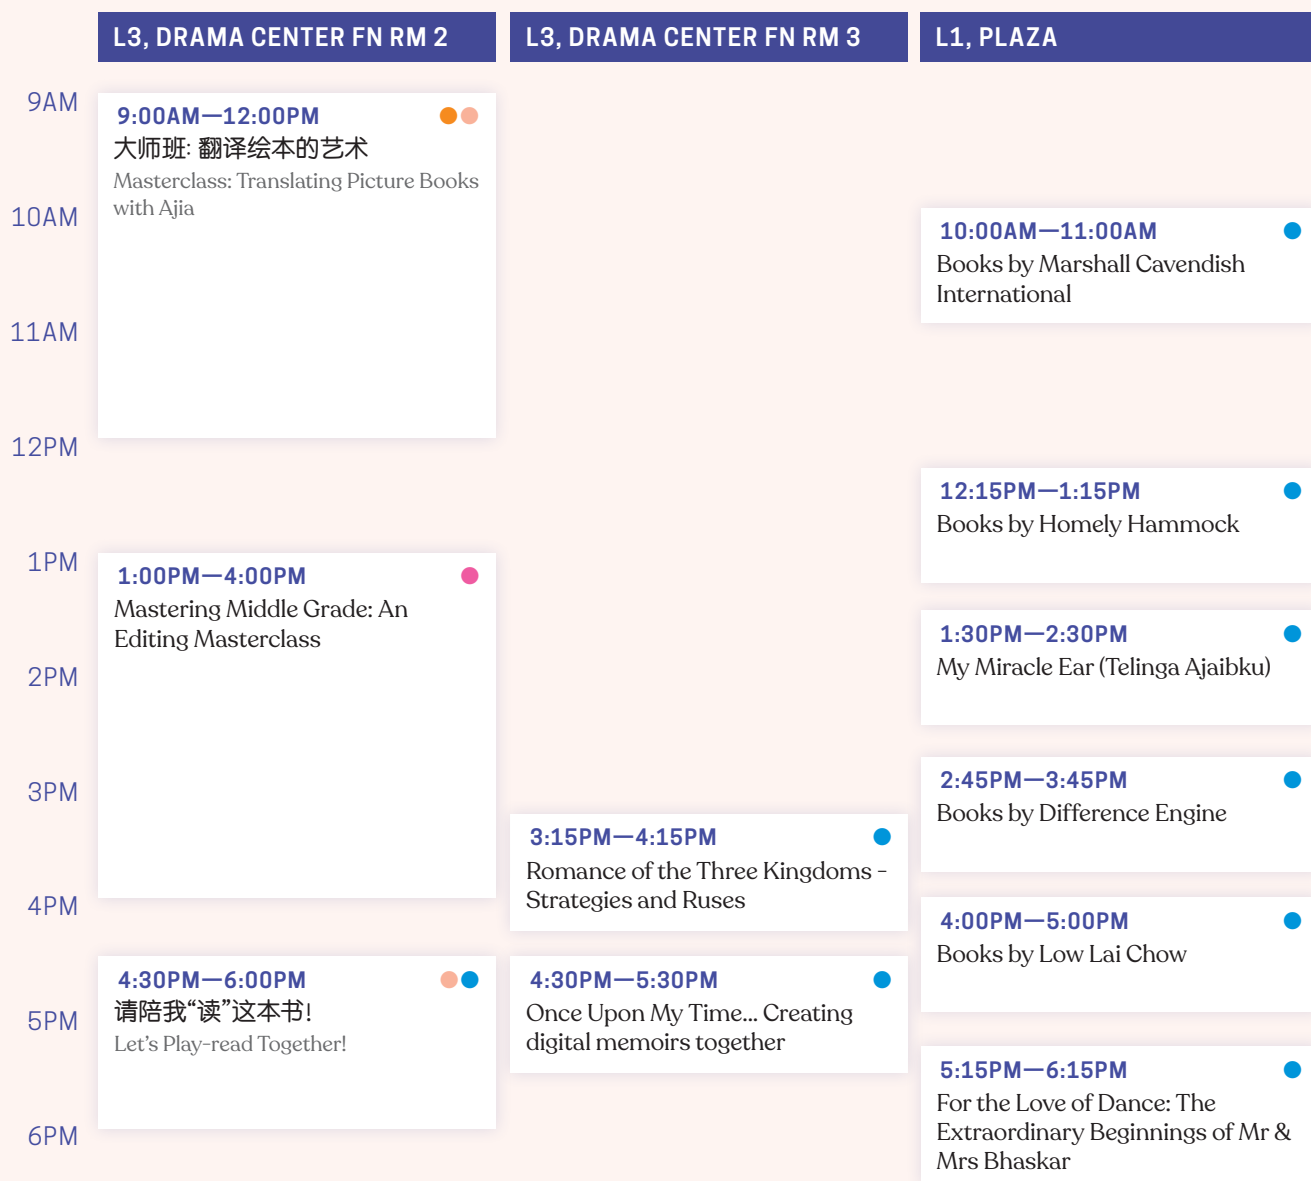 L3, DRAMA CENTER FN RM 2
L3, DRAMA CENTER FN RM 3
L1, PLAZA
9AM
10AM
11AM
12PM
1PM
2PM
3PM
4PM
5PM
6PM
9:00AM—12:00PM
大师班: 翻译绘本的艺术
Masterclass: Translating Picture Books
with Ajia
1:00PM—4:00PM
Mastering Middle Grade: An
Editing Masterclass
4:30PM—6:00PM
请陪我“读”这本书!
Let’s Play-read Together!
3:15PM—4:15PM
Romance of the Three Kingdoms -
Strategies and Ruses
4:30PM—5:30PM
Once Upon My Time... Creating
digital memoirs together
10:00AM—11:00AM
Books by Marshall Cavendish
International
12:15PM—1:15PM
Books by Homely Hammock
1:30PM—2:30PM
My Miracle Ear (Telinga Ajaibku)
2:45PM—3:45PM
Books by Difference Engine
4:00PM—5:00PM
Books by Low Lai Chow
5:15PM—6:15PM
For the Love of Dance: The
Extraordinary Beginnings of Mr &
Mrs Bhaskar